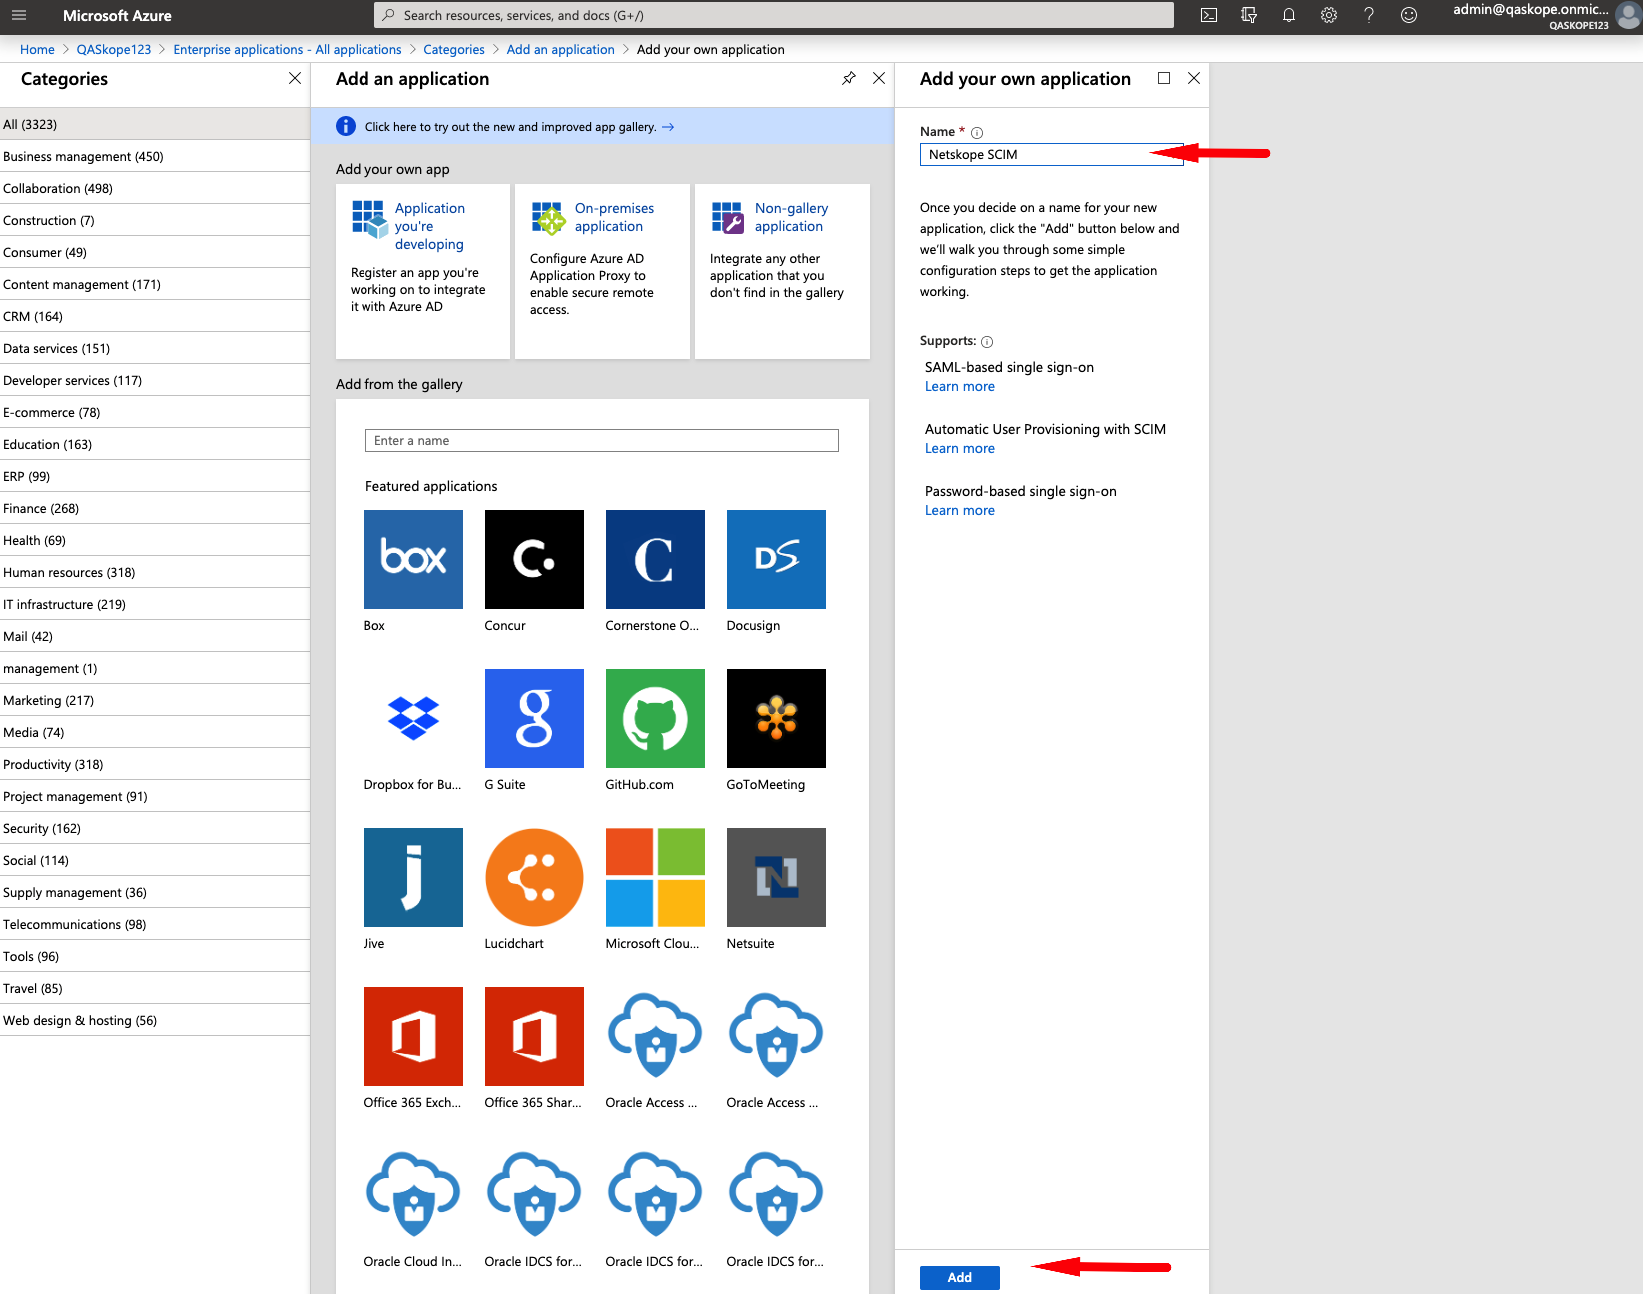 Microsoft Azure
Search resources, services, and docs (G+/)
admin@qaskope.onmic...
QASKOPE123
Home > QASkope123 > Enterprise applications - All applications > Categories > Add an application > Add your own application
Categories
All (3323)
Business management (450)
Collaboration (498)
Construction (7)
Consumer (49)
Content management (171)
CRM (164)
Data services (151)
Developer services (117)
E-commerce (78)
Education (163)
ERP (99)
Finance (268)
Health (69)
Human resources (318)
IT infrastructure (219)
Mail (42)
management (1)
Marketing (217)
Media (74)
Productivity (318)
Project management (91)
Security (162)
Social (114)
Supply management (36)
Telecommunications (98)
Tools (96)
Travel (85)
Web design & hosting (56)
Add an application
Click here to try out the new and improved app gallery. →
Add your own app
Application
you're
developing
Register an app you're
working on to integrate
it with Azure AD
On-premises
application
Configure Azure AD
Application Proxy to
enable secure remote
access.
Non-gallery
application
Integrate any other
application that you
don't find in the gallery
Add from the gallery
Enter a name
Featured applications
box
C.
C
DS
Box
Concur
Cornerstone O...
Docusign
g
Dropbox for Bu...
G Suite
GitHub.com
GoToMeeting
j
N
Jive
Lucidchart
Microsoft Clou...
Netsuite
Office 365 Exch...
Office 365 Shar...
Oracle Access ...
Oracle Access ...
Oracle Cloud In...
Oracle IDCS for...
Oracle IDCS for...
Oracle IDCS for...
Add your own application
Name *
Netskope SCIM
Once you decide on a name for your new
application, click the "Add" button below and
we'll walk you through some simple
configuration steps to get the application
working.
Supports:
SAML-based single sign-on
Learn more
Automatic User Provisioning with SCIM
Learn more
Password-based single sign-on
Learn more
Add